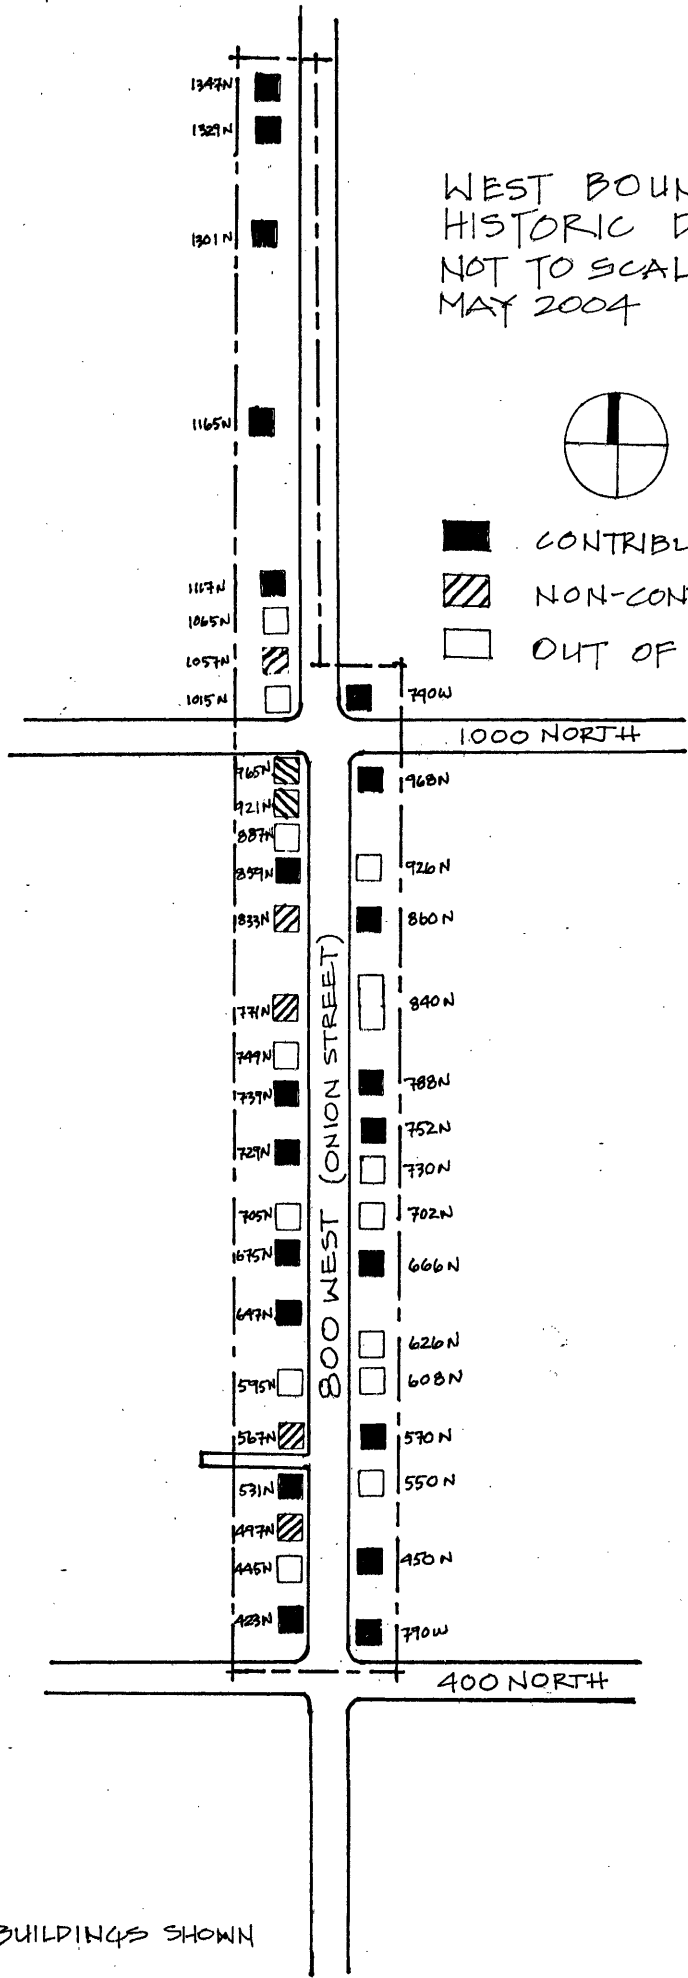 1347N
1329N
1301N
WEST BOUN
HISTORIC D
NOT TO SCAL
MAY 2004
1165N
CONTRIBU
NON-CON
OUT OF
1117N
1065N
1057N
1015N
790W
1000 NORTH
965N
968N
921N
887N
859N
926N
833N
860N
771N
840N
749N
739N
788N
729N
752N
730N
705N
702N
675N
666N
647N
626N
595N
608N
567N
570N
531N
550N
497N
445N
450N
423N
790W
800 WEST (ONION STREET)
400 NORTH
BUILDINGS SHOWN